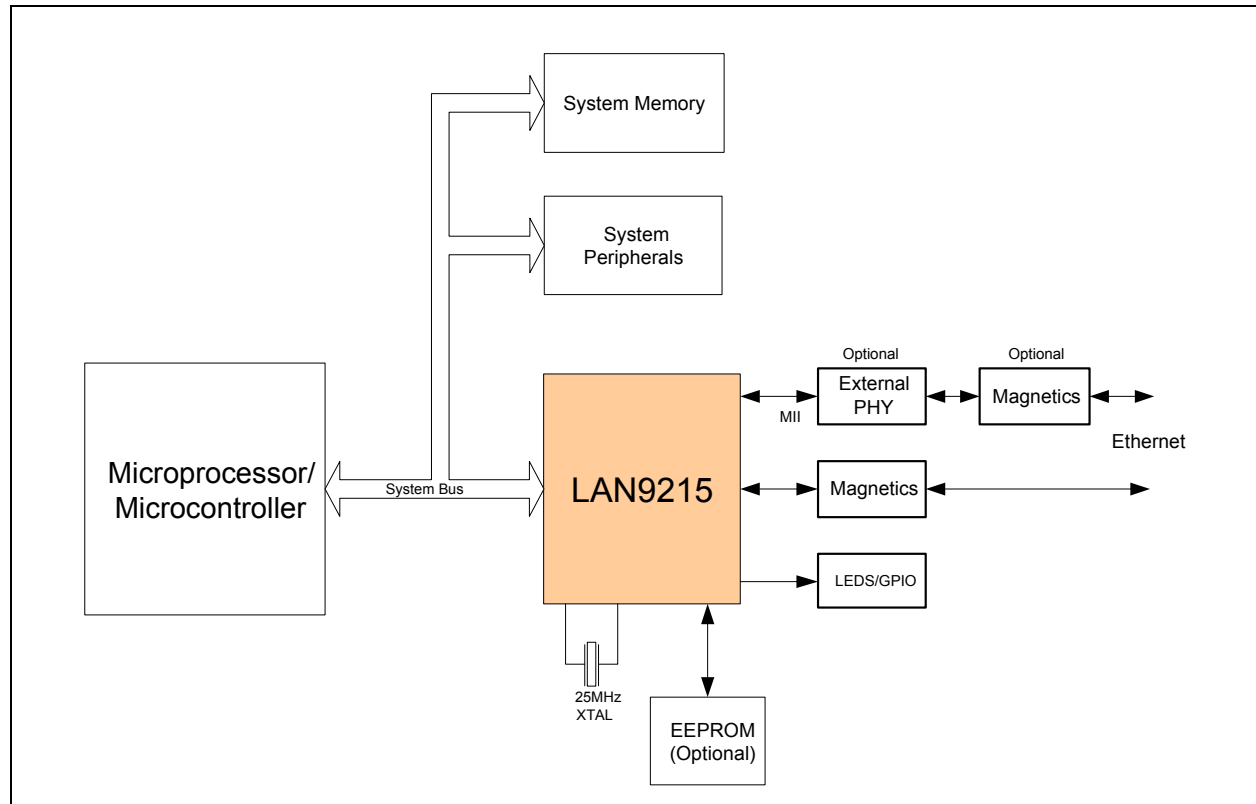 System Memory
System
Peripherals
Optional
Optional
External
PHY
Magnetics
MII
Ethernet
Microprocessor/
Microcontroller
System Bus
LAN9215
Magnetics
LEDS/GPIO
25MHz
XTAL
EEPROM
(Optional)